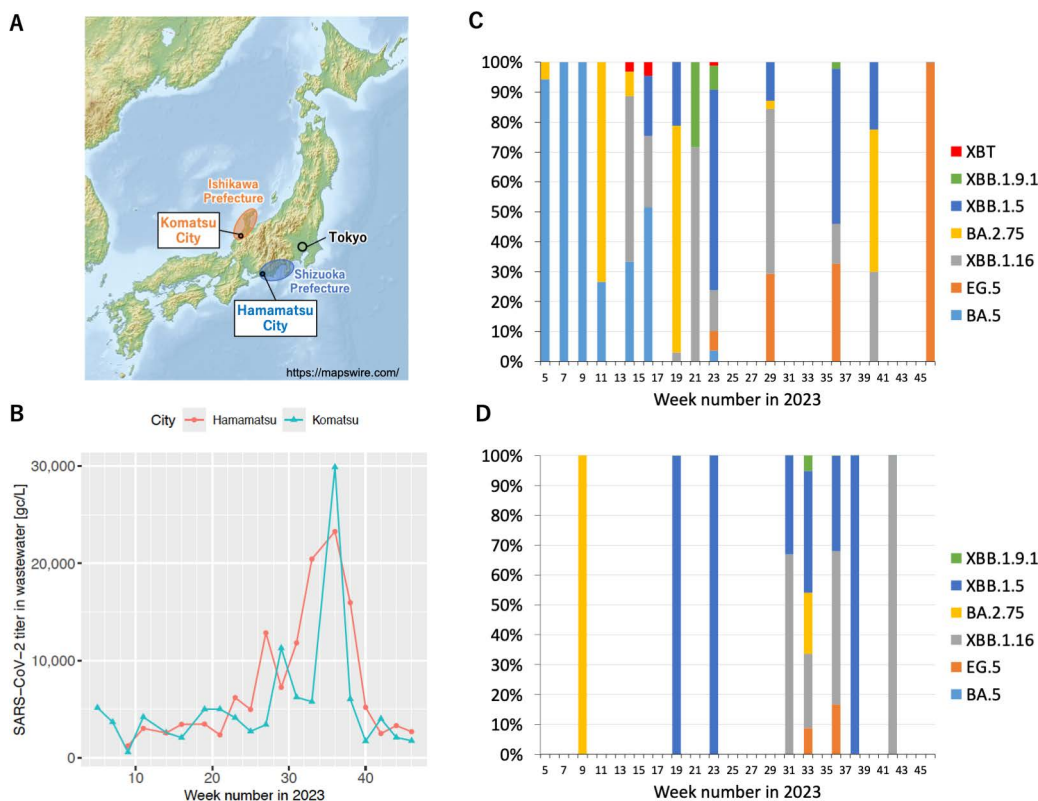 A
Ishikawa
Prefecture
Komatsu
City
Tokyo
Shizuoka
Prefecture
Hamamatsu
City
https://mapswire.com/
B
City Hamamatsu Komatsu
SARS-CoV-2 titer in wastewater [gc/L]
30,000
20,000
10,000
0
10 20 30 40
Week number in 2023
C
100%
90%
80%
70%
60%
50%
40%
30%
20%
10%
0%
5 7 9 11 13 15 17 19 21 23 25 27 29 31 33 35 37 39 41 43 45
Week number in 2023
XBT
XBB.1.9.1
XBB.1.5
BA.2.75
XBB.1.16
EG.5
BA.5
D
100%
90%
80%
70%
60%
50%
40%
30%
20%
10%
0%
5 7 9 11 13 15 17 19 21 23 25 27 29 31 33 35 37 39 41 43 45
Week number in 2023
XBB.1.9.1
XBB.1.5
BA.2.75
XBB.1.16
EG.5
BA.5